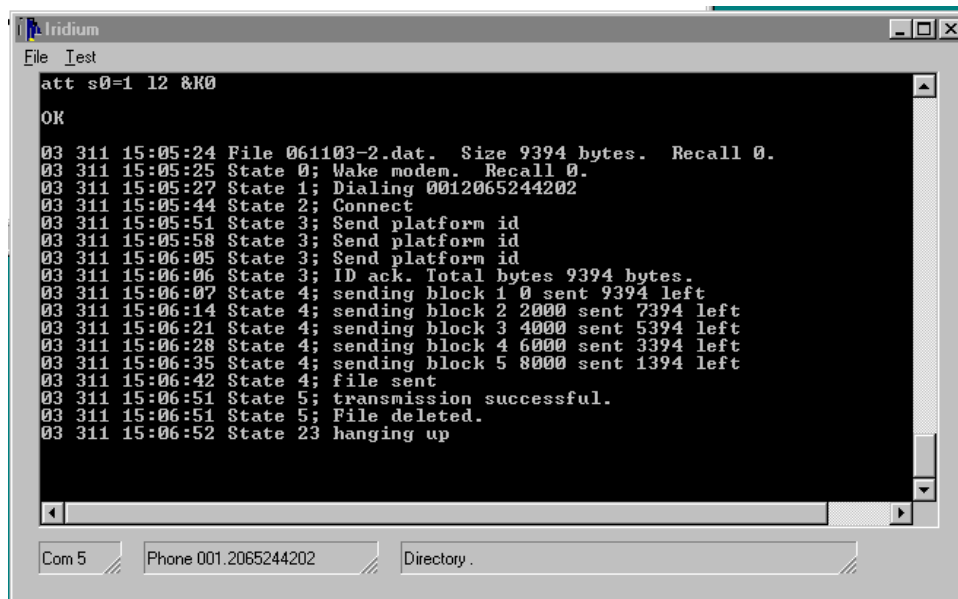 Iridium
File Test
att s0=1 l2 &K0
OK
03 311 15:05:24 File 061103-2.dat. Size 9394 bytes. Recall 0.
03 311 15:05:25 State 0; Wake modem. Recall 0.
03 311 15:05:27 State 1; Dialing 0012065244202
03 311 15:05:44 State 2; Connect
03 311 15:05:51 State 3; Send platform id
03 311 15:05:58 State 3; Send platform id
03 311 15:06:05 State 3; Send platform id
03 311 15:06:06 State 3; ID ack. Total bytes 9394 bytes.
03 311 15:06:07 State 4; sending block 1 0 sent 9394 left
03 311 15:06:14 State 4; sending block 2 2000 sent 7394 left
03 311 15:06:21 State 4; sending block 3 4000 sent 5394 left
03 311 15:06:28 State 4; sending block 4 6000 sent 3394 left
03 311 15:06:35 State 4; sending block 5 8000 sent 1394 left
03 311 15:06:42 State 4; file sent
03 311 15:06:51 State 5; transmission successful.
03 311 15:06:51 State 5; File deleted.
03 311 15:06:52 State 23 hanging up
Com 5 Phone 001.2065244202 Directory .